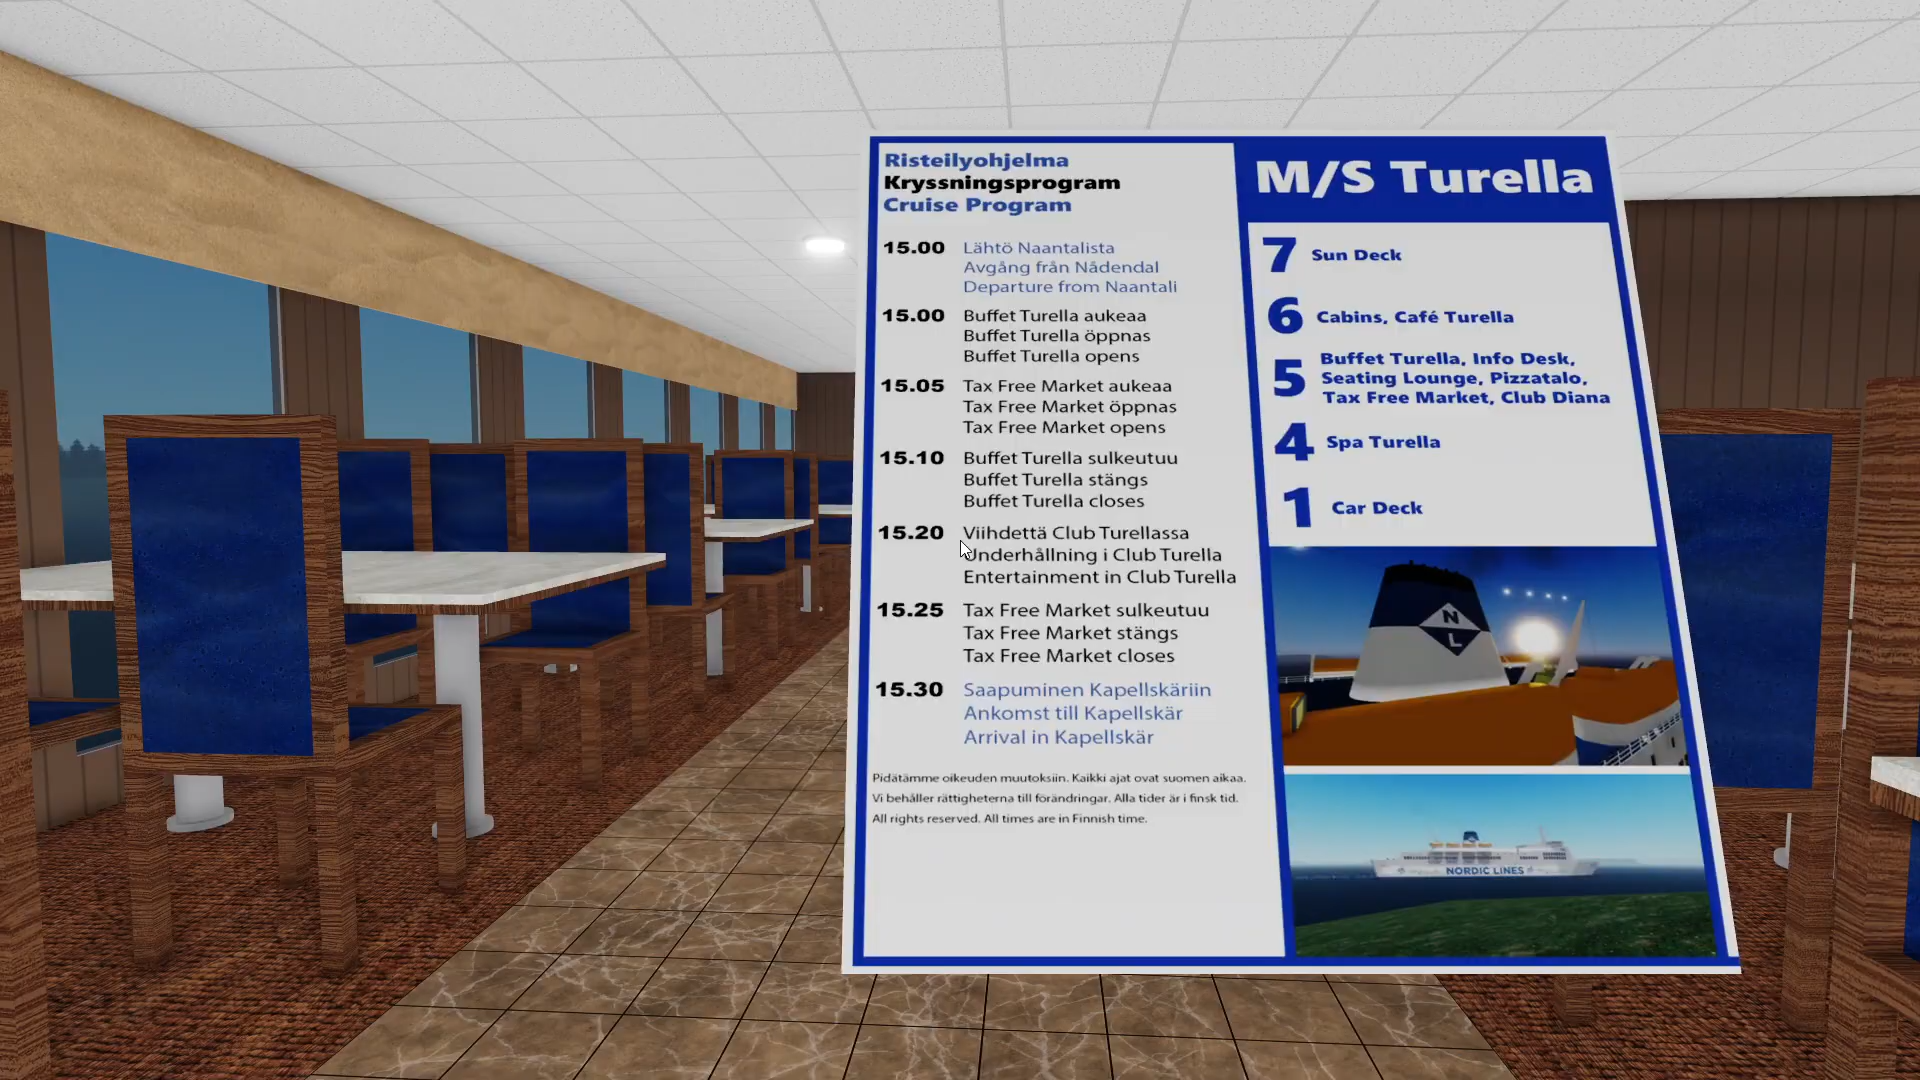 Risteilyohjelma
Kryssningsprogram
Cruise Program
15.00 Lähtö Naantalista
Avgång från Nådendal
Departure from Naantali
15.00 Buffet Turella aukeaa
Buffet Turella öppnas
Buffet Turella opens
15.05 Tax Free Market aukeaa
Tax Free Market öppnas
Tax Free Market opens
15.10 Buffet Turella sulkeutuu
Buffet Turella stängs
Buffet Turella closes
15.20 Viihdettä Club Turellassa
Underhållning i Club Turella
Entertainment in Club Turella
15.25 Tax Free Market sulkeutuu
Tax Free Market stängs
Tax Free Market closes
15.30 Saapuminen Kapellskäriin
Ankomst till Kapellskär
Arrival in Kapellskär
Pidätämme oikeuden muutoksiin. Kaikki ajat ovat suomen aikaa.
Vi behåller rättigheterna till förändringar. Alla tider är i finsk tid.
All rights reserved. All times are in Finnish time.
M/S Turella
7 Sun Deck
6 Cabins, Café Turella
5 Buffet Turella, Info Desk,
Seating Lounge, Pizzatalo,
Tax Free Market, Club Diana
4 Spa Turella
1 Car Deck
N
L
NORDIC LINES